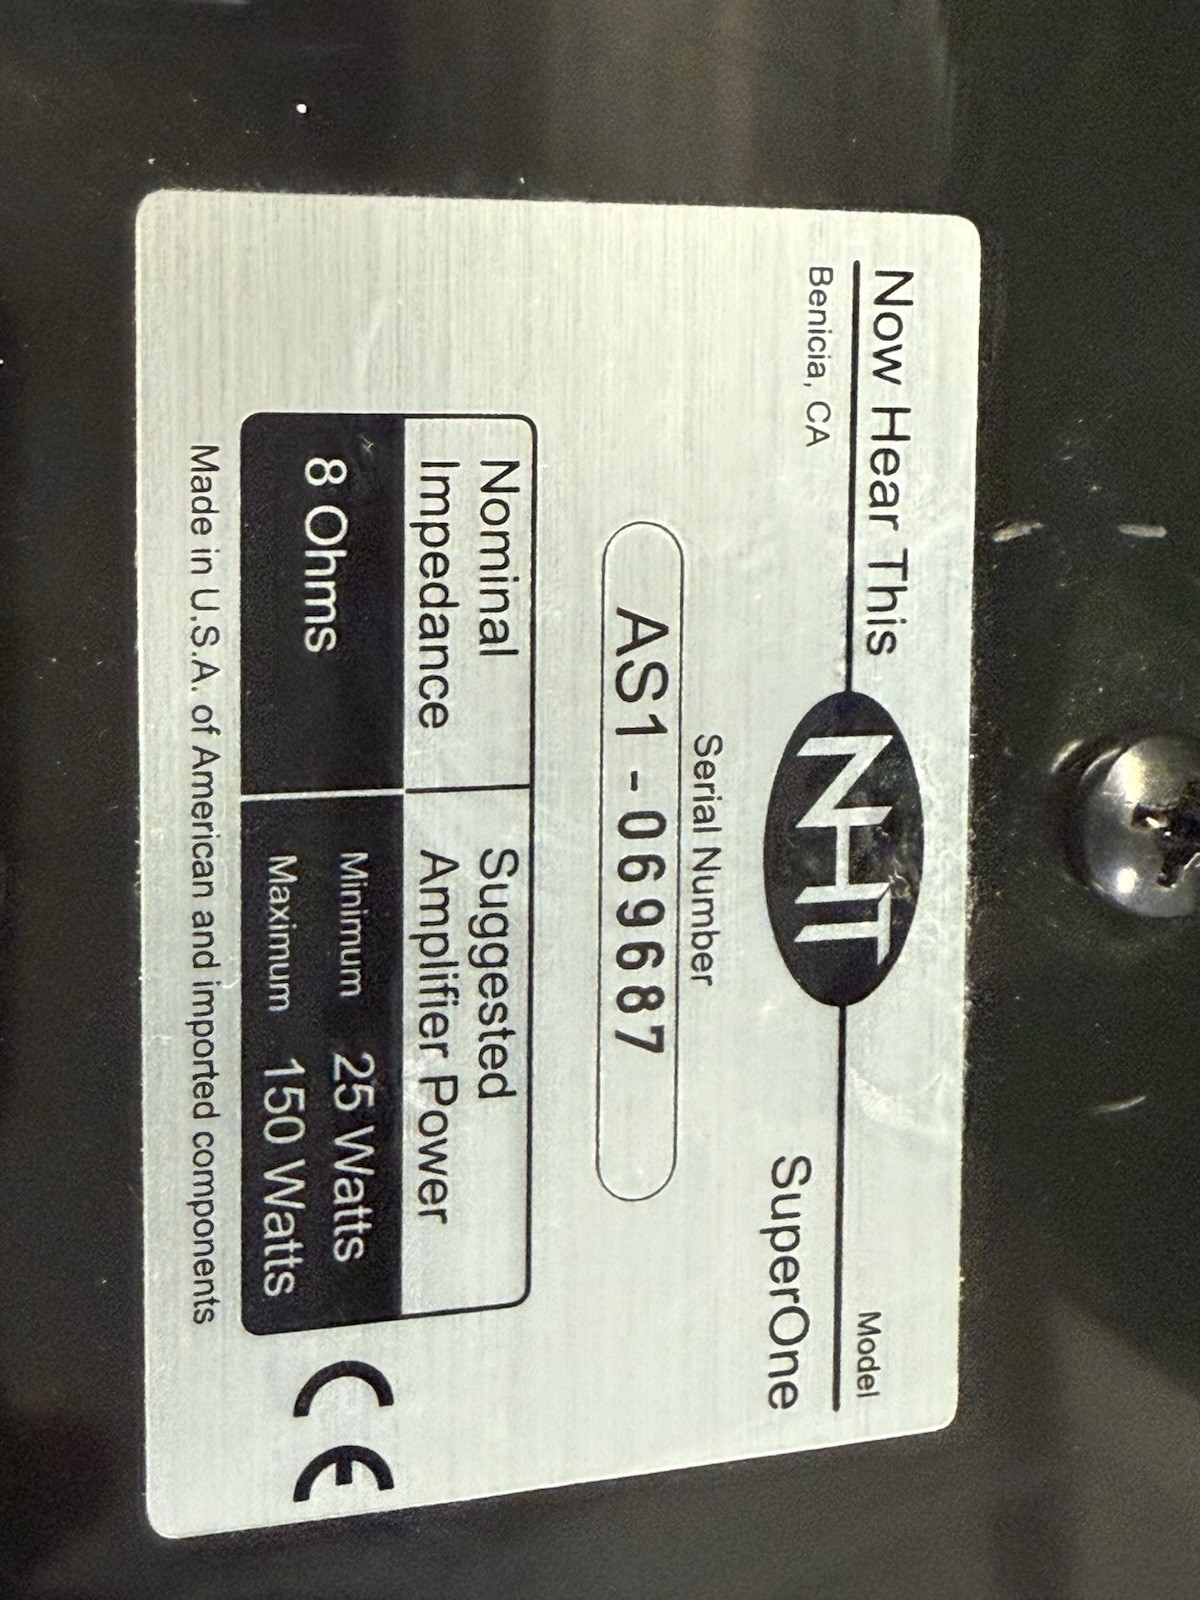 Now Hear This
Benicia, CA
NHT
Model
SuperOne
Serial Number
AS1-069687
Nominal Impedance
Suggested Amplifier Power
8 Ohms
Minimum 25 Watts
Maximum 150 Watts
Made in U.S.A. of American and imported components
CE